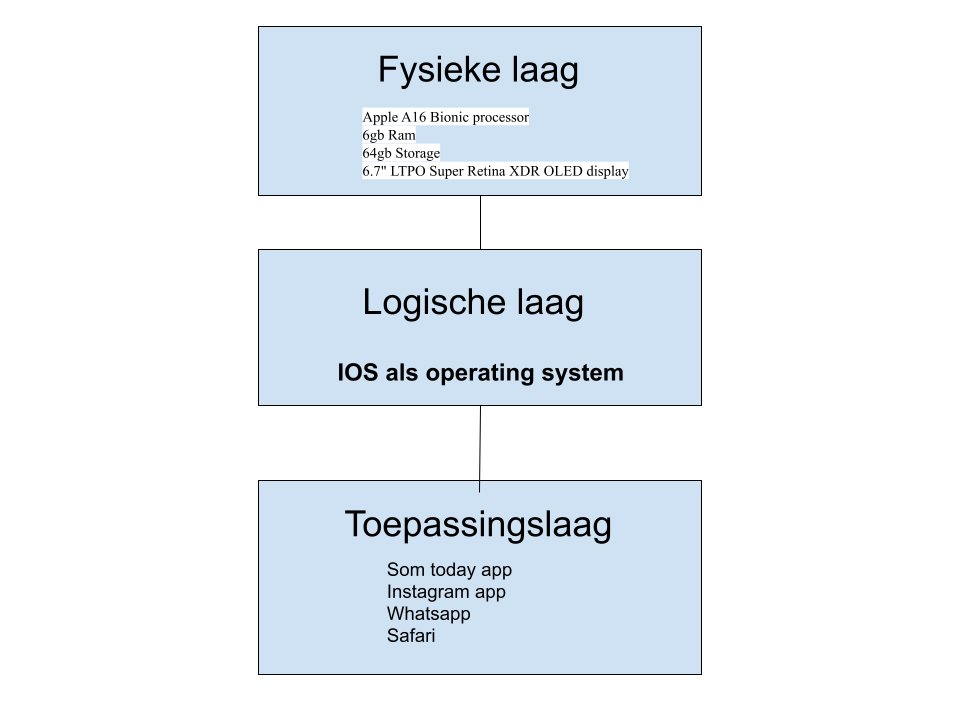 Fysieke laag
Apple A16 Bionic processor
6gb Ram
64gb Storage
6.7" LTPO Super Retina XDR OLED display
Logische laag
IOS als operating system
Toepassingslaag
Som today app
Instagram app
Whatsapp
Safari